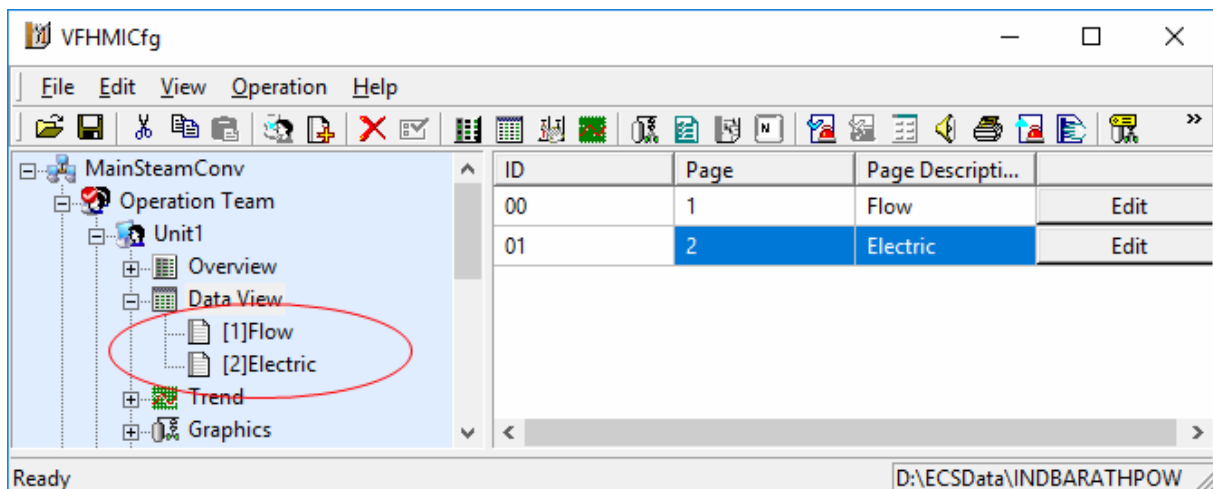 VFHMICfg
File Edit View Operation Help
N
»
MainSteamConv
Operation Team
Unit1
Overview
Data View
[1]Flow
[2]Electric
Trend
Graphics
ID Page Page Descripti...
00 1 Flow Edit
01 2 Electric Edit
Ready D:\ECSData\INDBARATHPOW